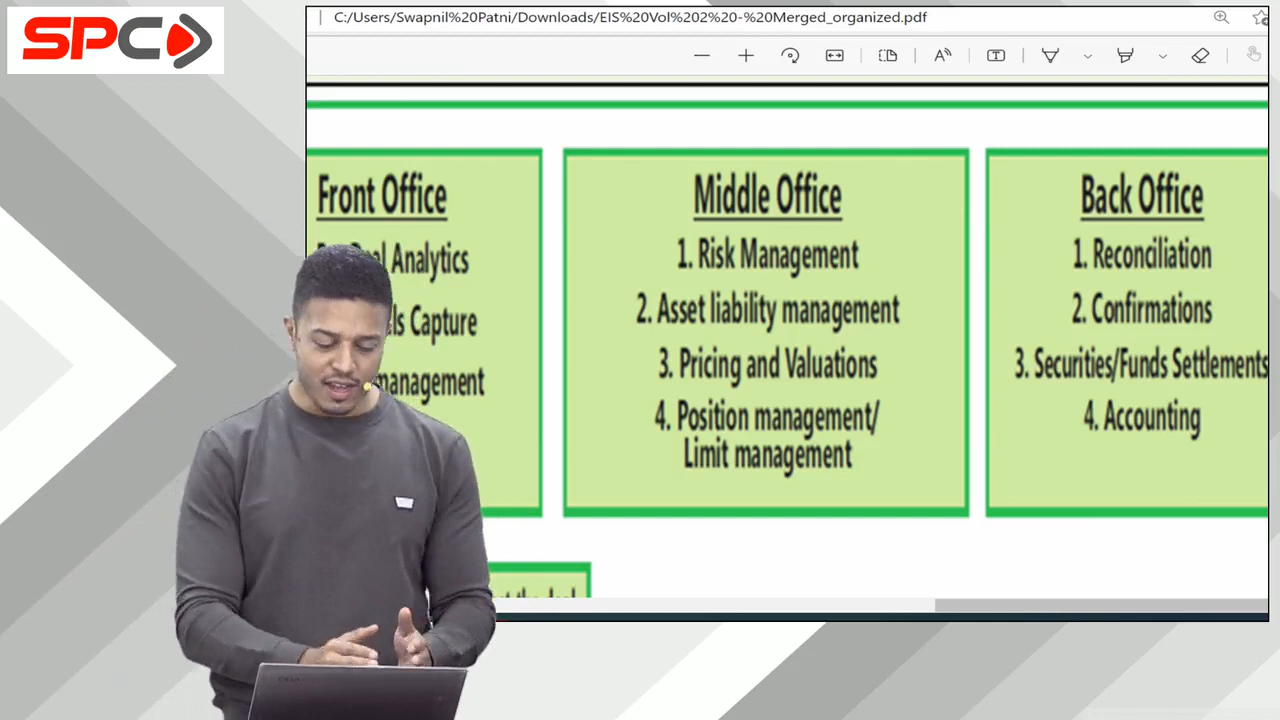 SPC
C:/Users/Swapnil%20Patni/Downloads/EIS%20Vol%202%20-%20Merged_organized.pdf
Front Office
Deal Analytics
Capture
management
Middle Office
1. Risk Management
2. Asset liability management
3. Pricing and Valuations
4. Position management/
Limit management
Back Office
1. Reconciliation
2. Confirmations
3. Securities/Funds Settlements
4. Accounting